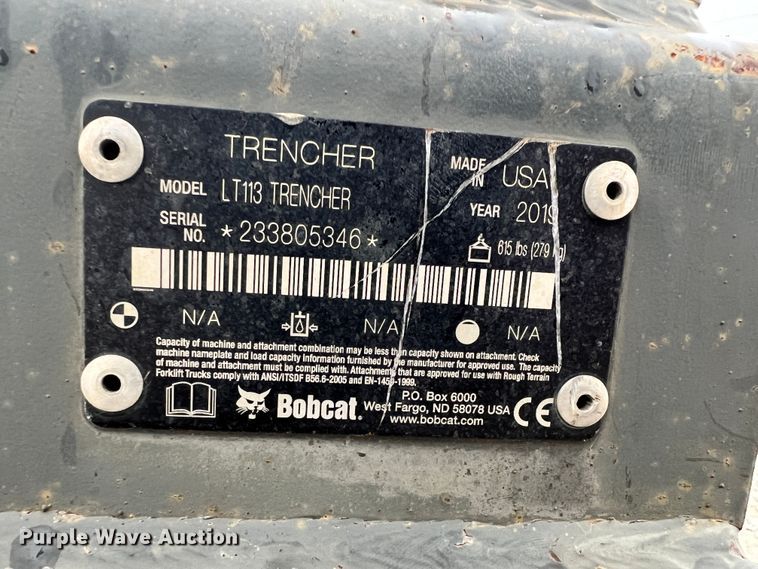 TRENCHER
MADE IN USA
MODEL LT113 TRENCHER
YEAR 2019
SERIAL NO. *233805346*
615 lbs (279 kg)
N/A N/A N/A
Capacity of machine and attachment combination may be less than capacity shown on attachment. Check
machine nameplate and load capacity information furnished by the manufacturer for approved use. The capacity
of machine and attachment must be complied with. Attachments that are approved for use with Rough Terrain
Forklift Trucks comply with ANSI/ITSDF B56.6-2005 and EN-1459-1999.
Bobcat.
P.O. Box 6000
West Fargo, ND 58078 USA
www.bobcat.com
CE
Purple Wave Auction